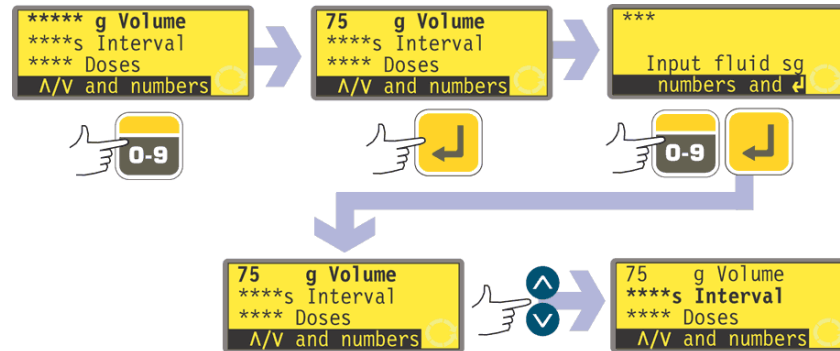 ***** g Volume
****s Interval
**** Doses
Λ/V and numbers
75 g Volume
****s Interval
**** Doses
Λ/V and numbers
***
Input fluid sg
numbers and ↵
0-9
↵
0-9
↵
75 g Volume
****s Interval
**** Doses
Λ/V and numbers
75 g Volume
****s Interval
**** Doses
Λ/V and numbers